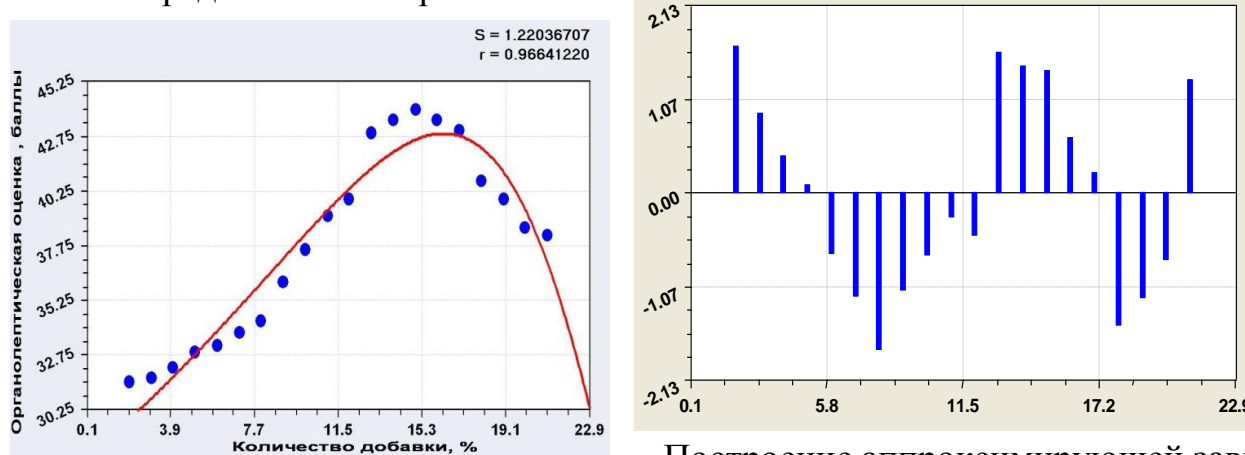 S = 1.22036707
r = 0.96641220
Органолептическая оценка , баллы
45.25
42.75
40.25
37.75
35.25
32.75
30.25
0.1 3.9 7.7 11.5 15.3 19.1 22.9
Количество добавки, %
2.13
1.07
0.00
-1.07
-2.13
0.1 5.8 11.5 17.2 22.9
Построение аппроксимирующей